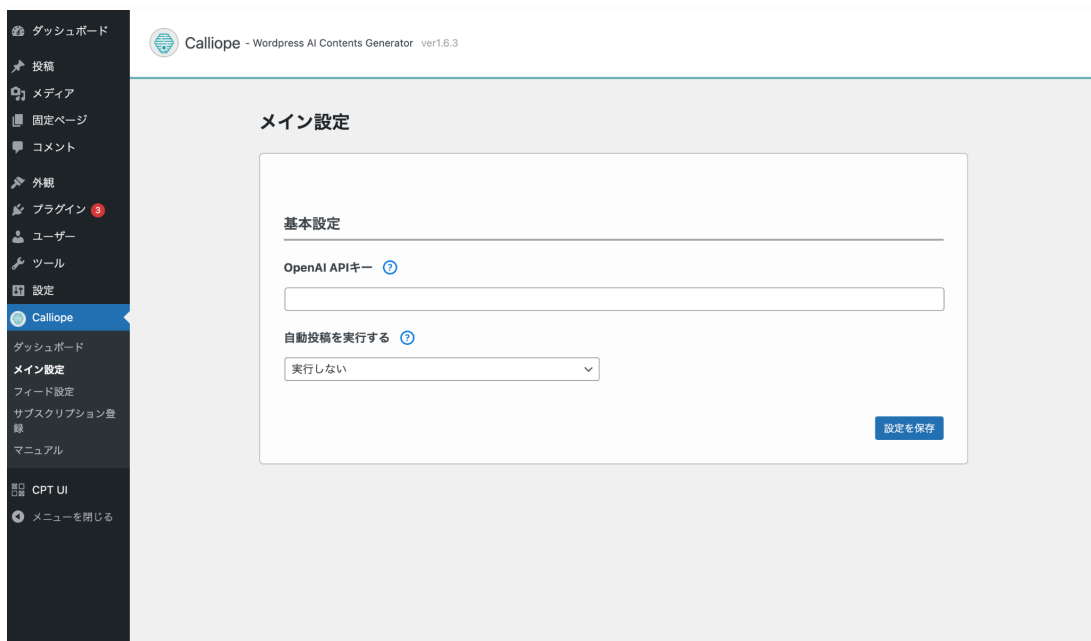 ダッシュボード
投稿
メディア
固定ページ
コメント
外観
プラグイン 3
ユーザー
ツール
設定
Calliope
ダッシュボード
メイン設定
フィード設定
サブスクリプション登
録
マニュアル
CPT UI
メニューを閉じる
Calliope - Wordpress AI Contents Generator ver1.6.3
メイン設定
基本設定
OpenAI APIキー ?
自動投稿を実行する ?
実行しない
設定を保存